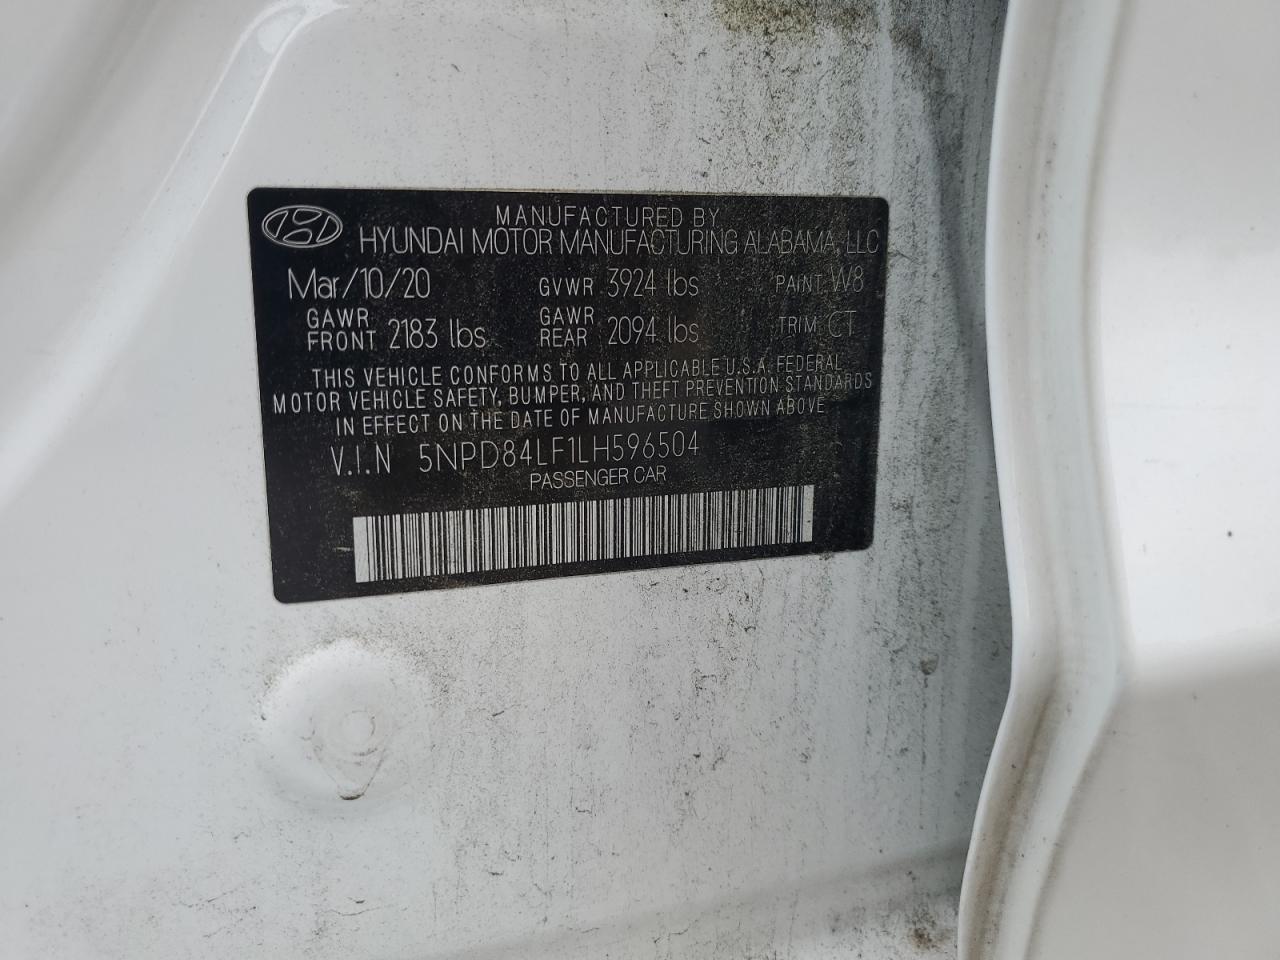 MANUFACTURED BY
HYUNDAI MOTOR MANUFACTURING ALABAMA, LLC
Mar/10/20 GVWR 3924 lbs PAINT W8
GAWR FRONT 2183 lbs GAWR REAR 2094 lbs TRIM CT
THIS VEHICLE CONFORMS TO ALL APPLICABLE U.S.A. FEDERAL
MOTOR VEHICLE SAFETY, BUMPER, AND THEFT PREVENTION STANDARDS
IN EFFECT ON THE DATE OF MANUFACTURE SHOWN ABOVE
V.I.N 5NPD84LF1LH596504
PASSENGER CAR